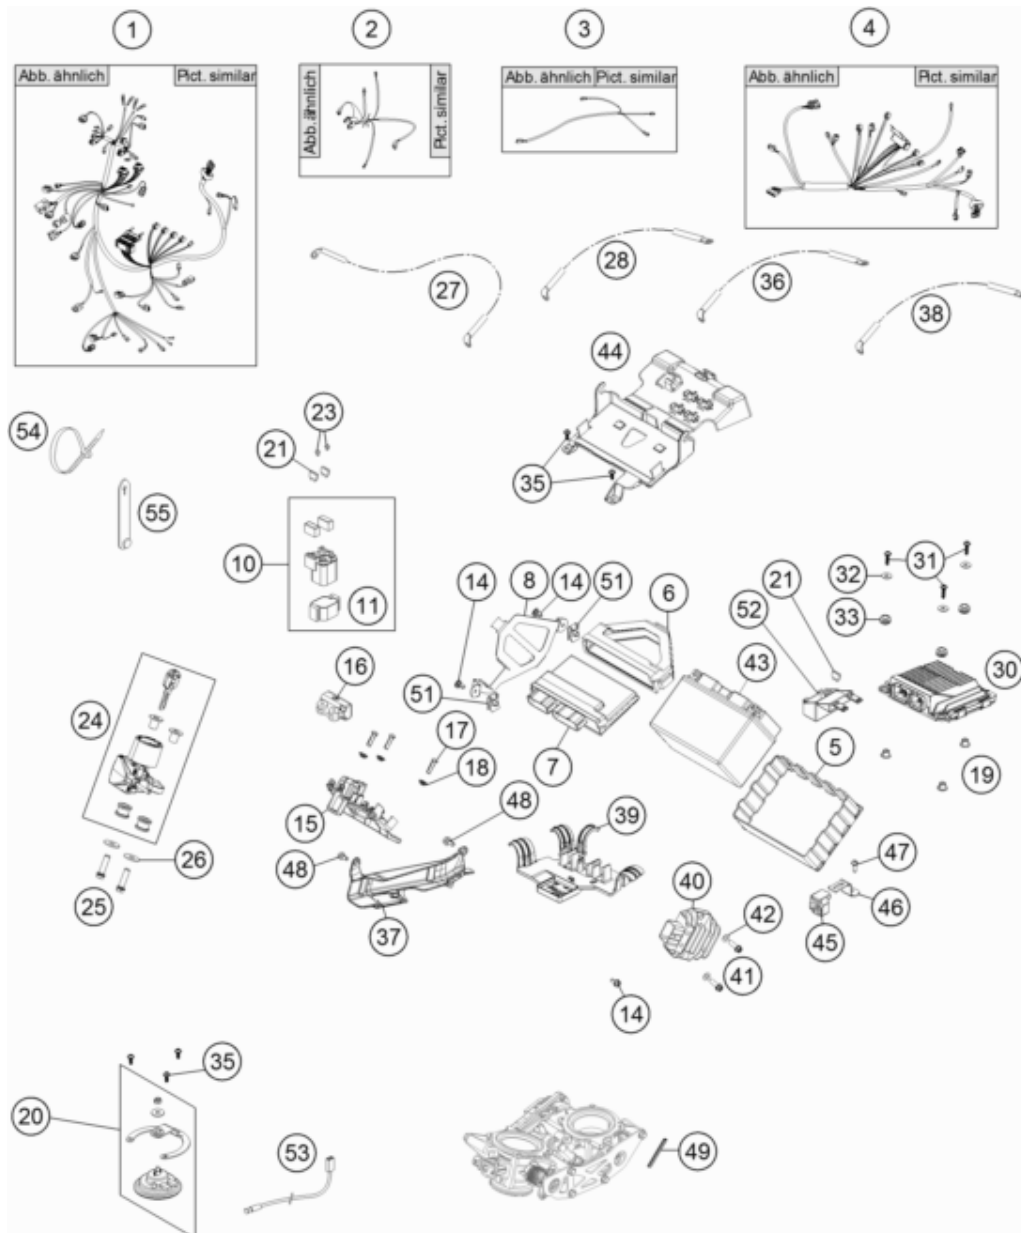 1 2 3 4
Abb. ähnlich Pict. similar
Abb. ähnlich Pict. similar
Abb. ähnlich Pict. similar
Abb. ähnlich Pict. similar
27 28 36 38
44
54 23
21 35
55
10 14 8 14 51 6 21 32 31
11 52 33
16 43 30
24 51 17 7 5 19
18
15 48 39
26 48 47
25 40 42 46
37 45
41
14
35
20
53 49